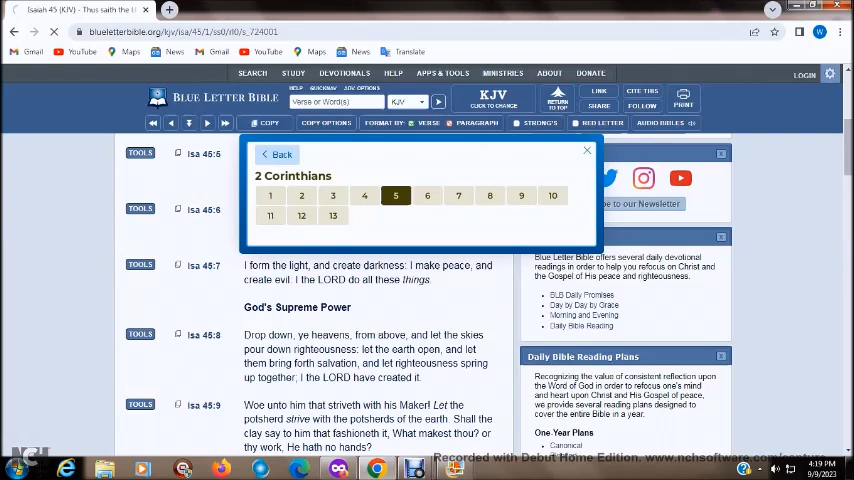 Isaiah 45 (KJV) - Thus saith the L
blueletterbible.org/kjv/isa/45/1/ss0/rl0/s_724001
Gmail YouTube Maps News Gmail YouTube Maps News Translate
SEARCH STUDY DEVOTIONALS HELP APPS & TOOLS MINISTRIES ABOUT DONATE
LOGIN
BLUE LETTER BIBLE
HELP QUICKNAV ADV. OPTIONS
Verse or Word(s) KJV
KJV
CLICK TO CHANGE
RETURN
TO TOP
LINK CITE THIS
SHARE FOLLOW
PRINT
COPY COPY OPTIONS FORMAT BY: VERSE PARAGRAPH STRONG'S RED LETTER AUDIO BIBLES
TOOLS Isa 45:5
Back
2 Corinthians
1 2 3 4 5 6 7 8 9 10
11 12 13
be to our Newsletter
TOOLS Isa 45:6
TOOLS Isa 45:7 I form the light, and create darkness: I make peace, and
create evil: I the LORD do all these things.
God's Supreme Power
TOOLS Isa 45:8 Drop down, ye heavens, from above, and let the skies
pour down righteousness: let the earth open, and let
them bring forth salvation, and let righteousness spring
up together; I the LORD have created it.
TOOLS Isa 45:9 Woe unto him that striveth with his Maker! Let the
potsherd strive with the potsherds of the earth. Shall the
clay say to him that fashioneth it, What makest thou? or
thy work, He hath no hands?
Blue Letter Bible offers several daily devotional
readings in order to help you refocus on Christ and
the Gospel of His peace and righteousness.
BLB Daily Promises
Day by Day by Grace
Morning and Evening
Daily Bible Reading
Daily Bible Reading Plans
Recognizing the value of consistent reflection upon
the Word of God in order to refocus one's mind
and heart upon Christ and His Gospel of peace,
we provide several reading plans designed to
cover the entire Bible in a year.
One-Year Plans
Canonical
NCH
Recorded with Debut Home Edition. www.nchsoftware.com/capture
4:19 PM
9/9/2023